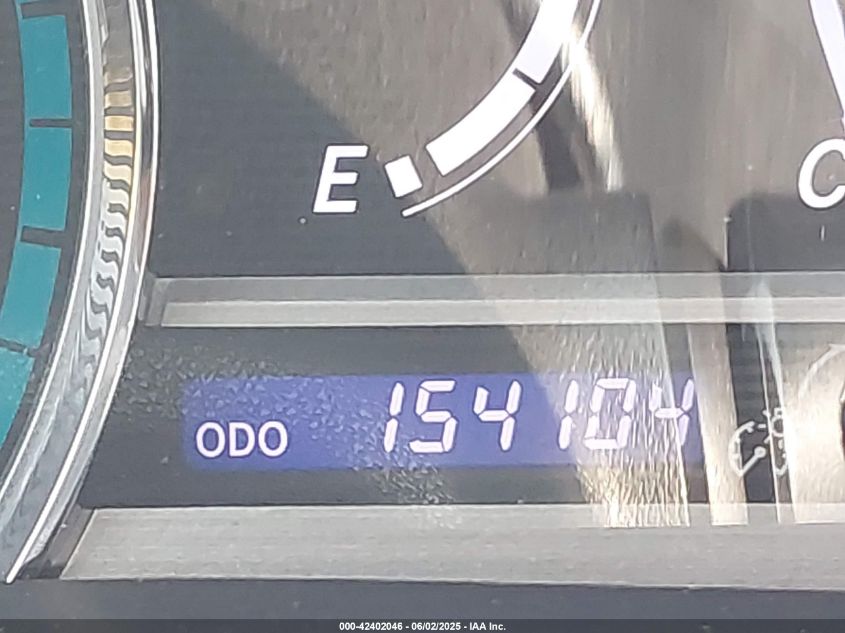 E
C
ODO 154104
000-42402046 - 06/02/2025 - IAA Inc.